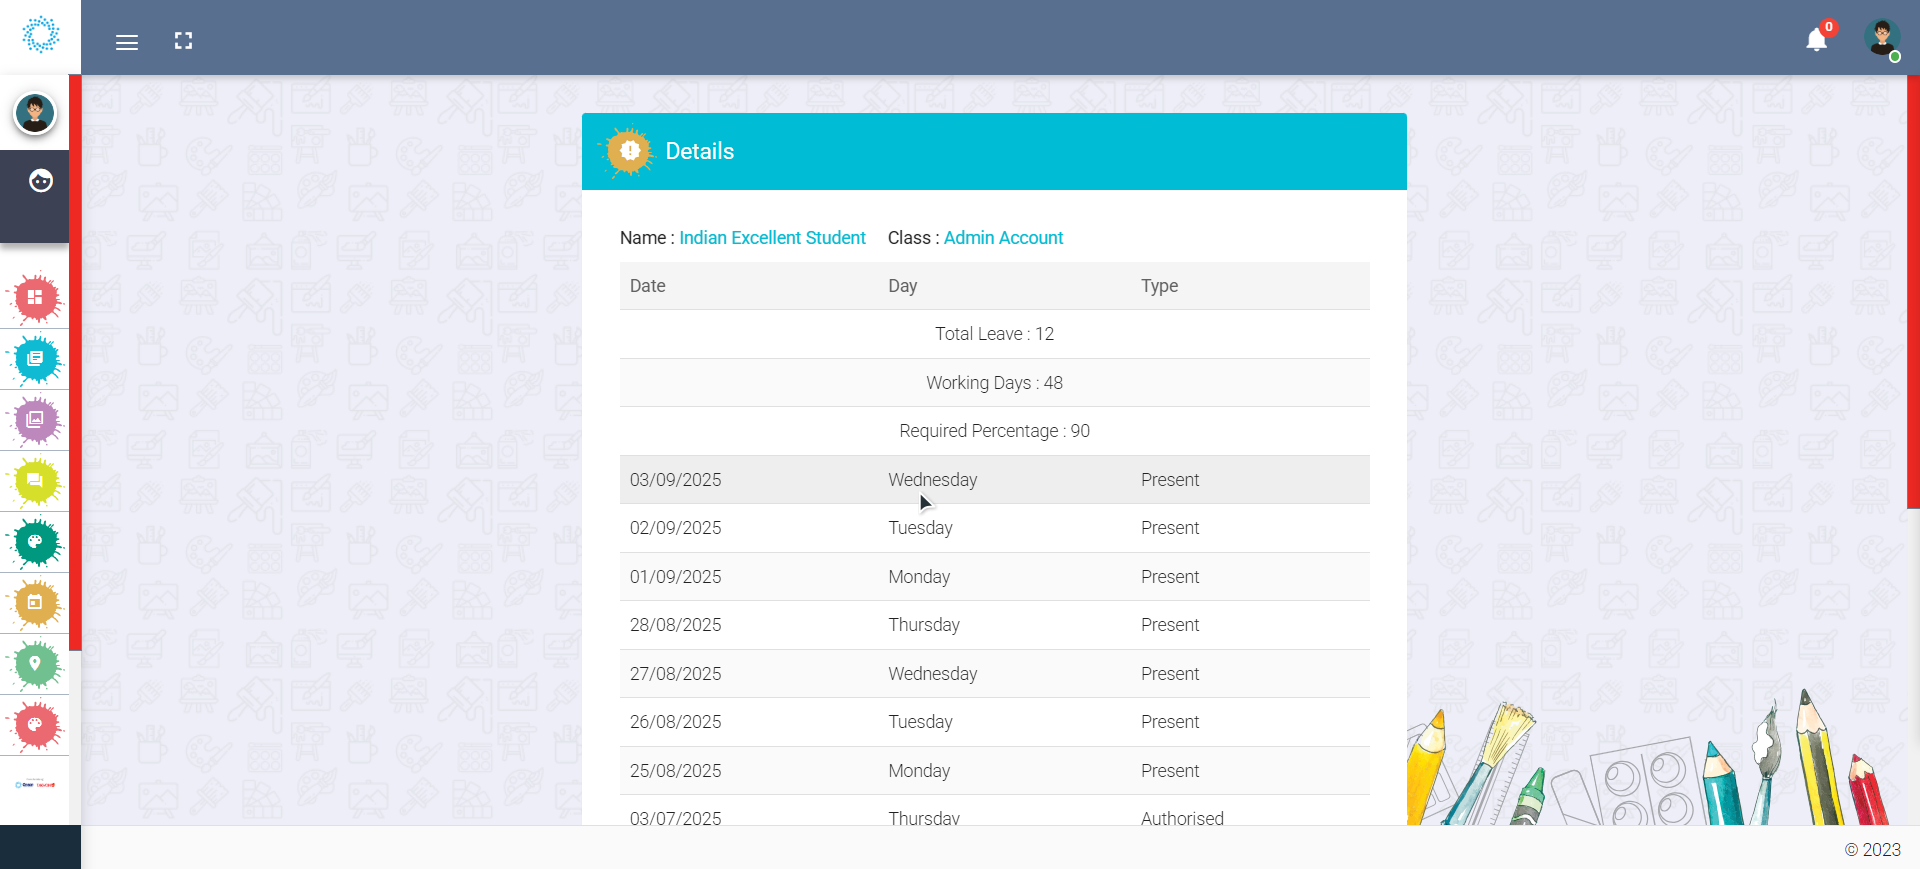 0
Details
Name : Indian Excellent Student Class : Admin Account
Date Day Type
Total Leave : 12
Working Days : 48
Required Percentage : 90
03/09/2025 Wednesday Present
02/09/2025 Tuesday Present
01/09/2025 Monday Present
28/08/2025 Thursday Present
27/08/2025 Wednesday Present
26/08/2025 Tuesday Present
25/08/2025 Monday Present
03/07/2025 Thursday Authorised
© 2023